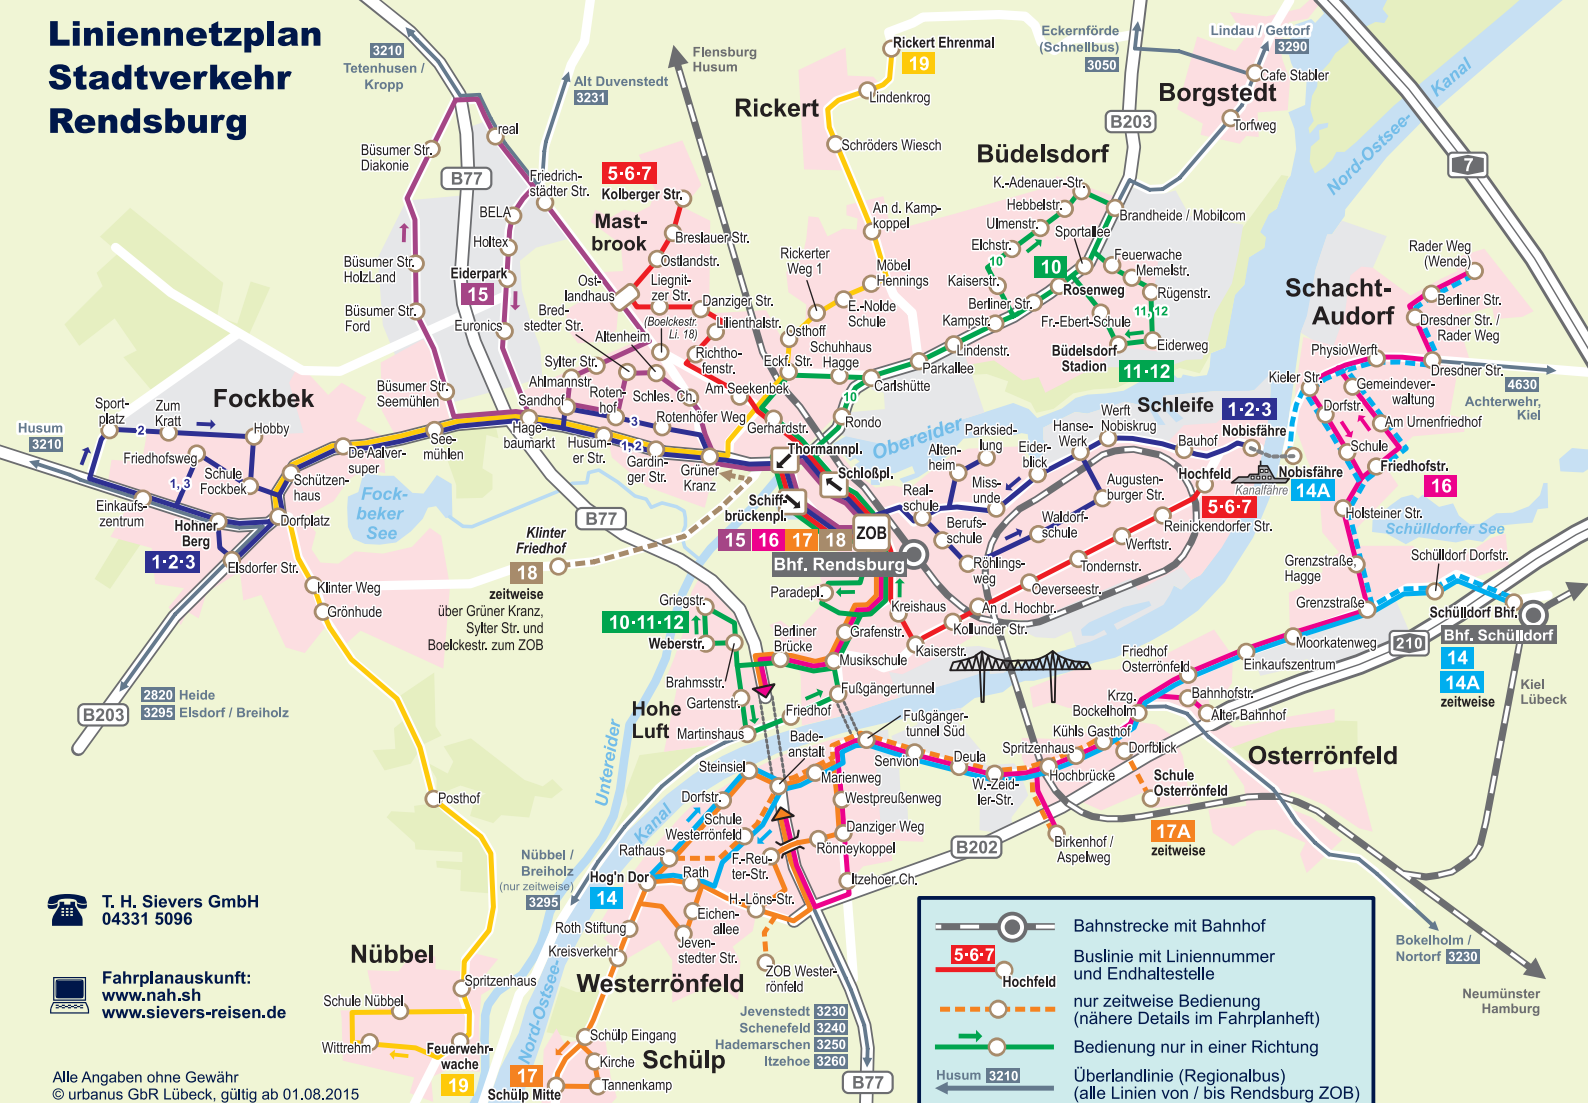 Liniennetzplan
Stadtverkehr
Rendsburg
3210
Tetenhusen /
Kropp
Alt Duvenstedt
3231
Flensburg
Husum
Rickert Ehrenmal
19
Lindenkrog
Rickert
Schröders Wiesch
An d. Kamp-
koppel
Möbel
Hennings
E.-Nolde
Schule
Rickerter
Weg 1
Osthoff
Schuhhaus
Hagge
Eckf. Str.
Eckernförde
(Schnellbus)
3050
Lindau / Gettorf
3290
Cafe Stabler
Borgstedt
Torfweg
B203
Kanal
Nord-Ostsee-
7
Büdelsdorf
K.-Adenauer-Str.
Hebbelstr.
Ulmenstr.
Elchstr.
10
Kaiserstr.
Sportallee
10
Brandheide / Mobilcom
Feuerwache
Memelstr.
Rosenweg
Rügenstr.
Berliner Str.
Kampstr.
Fr.-Ebert-Schule
11, 12
Büdelsdorf
Stadion
Eiderweg
11·12
Lindenstr.
Parkallee
Carlshütte
10
Rondo
real
Büsumer Str.
Diakonie
B77
Friedrich-
städter Str.
BELA
Holtex
Eiderpark
15
Euronics
Büsumer Str.
HolzLand
Büsumer Str.
Ford
Büsumer Str.
Seemühlen
5·6·7
Kolberger Str.
Mast-
brook
Breslauer Str.
Ostlandstr.
Ost-
landhaus
Liegnit-
zer Str.
Danziger Str.
(Boelckestr.
Li. 18)
Lilienthalstr.
Bred-
stedter Str.
Altenheim
Richtho-
fenstr.
Am Seekenbek
Sylter Str.
Ahlmannstr.
Sandhof
Roten-
hof
Schles. Ch.
Rotenhöfer Weg
Gerhardstr.
3
1, 2
Hage-
baumarkt
Husum-
er Str.
Gardin-
ger Str.
Grüner
Kranz
Thormannpl.
Schloßpl.
Schiff-
brückenpl.
ZOB
15 16 17 18
Bhf. Rendsburg
Fockbek
Husum
3210
Sport-
platz
Zum
Kratt
2
Hobby
Friedhofsweg
Schule
Fockbek
1, 3
Einkaufs-
zentrum
Hohner
Berg
1·2·3
Elsdorfer Str.
Dorfplatz
Schützen-
haus
De Aalver-
super
See-
mühlen
Fock-
beker
See
B77
Klinter
Friedhof
18
zeitweise
über Grüner Kranz,
Sylter Str. und
Boelckestr. zum ZOB
Klinter Weg
Grönhude
2820 Heide
3295 Elsdorf / Breiholz
B203
Posthof
Obereider
Parksied-
lung
Alten-
heim
Eider-
blick
Hanse-
Werk
Werft
Nobiskrug
Schleife
1·2·3
Nobisfähre
Bauhof
Miss-
unde
Real-
schule
Augusten-
burger Str.
Hochfeld
5·6·7
Kanalfähre
Nobisfähre
14A
Berufs-
schule
Waldorf-
schule
Reinickendorfer Str.
Werftstr.
Tondernstr.
Röhlings-
weg
Oeverseestr.
An d. Hochbr.
Kollunder Str.
Kaiserstr.
Kreishaus
Schacht-
Audorf
Rader Weg
(Wende)
Berliner Str.
Dresdner Str. /
Rader Weg
PhysioWerft
Dresdner Str.
4630
Achterwehr,
Kiel
Kieler Str.
Gemeindever-
waltung
Dorfstr.
Am Urnenfriedhof
Schule
Friedhofstr.
16
Holsteiner Str.
Schülldorfer See
Grenzstraße,
Hagge
Grenzstraße
Schülldorf Dorfstr.
Schülldorf Bhf.
Bhf. Schülldorf
14
14A
zeitweise
Kiel
Lübeck
210
Moorkatenweg
Einkaufszentrum
Friedhof
Osterrönfeld
Bahnhofstr.
Alter Bahnhof
Krzg.
Bockelholm
Kühls Gasthof
Dorfblick
Spritzenhaus
Hochbrücke
Schule
Osterrönfeld
17A
zeitweise
Osterrönfeld
Birkenhof /
Aspelweg
W.-Zeid-
ler-Str.
Deula
Senvion
Fußgänger-
tunnel Süd
Paradepl.
Griegstr.
10·11·12
Weberstr.
Berliner
Brücke
Grafenstr.
Musikschule
Brahmsstr.
Gartenstr.
Hohe
Luft
Martinshaus
Friedhof
Fußgängertunnel
Untereider
Bade-
anstalt
Steinsiel
Marienweg
Dorfstr.
Westpreußenweg
Kanal
Schule
Westerrönfeld
Danziger Weg
Rönneykoppel
B202
Rathaus
F.-Reu-
ter-Str.
Itzehoer Ch.
Hog'n Dor
14
Rath
H.-Löns-Str.
Eichen-
allee
Nübbel /
Breiholz
(nur zeitweise)
3295
Roth Stiftung
Kreisverkehr
Jeven-
stedter Str.
ZOB Wester-
rönfeld
Westerrönfeld
Nord-Ostsee-
Jevenstedt 3230
Schenefeld 3240
Hademarschen 3250
Itzehoe 3260
B77
Schülp Eingang
Kirche
Schülp
Tannenkamp
17
Schülp Mitte
Nübbel
Spritzenhaus
Schule Nübbel
Wittrehm
Feuerwehr-
wache
19
Bokelholm /
Nortorf 3230
Neumünster
Hamburg
T. H. Sievers GmbH
04331 5096
Fahrplanauskunft:
www.nah.sh
www.sievers-reisen.de
Alle Angaben ohne Gewähr
© urbanus GbR Lübeck, gültig ab 01.08.2015
Bahnstrecke mit Bahnhof
5·6·7
Hochfeld
Buslinie mit Liniennummer
und Endhaltestelle
nur zeitweise Bedienung
(nähere Details im Fahrplanheft)
Bedienung nur in einer Richtung
Husum 3210
Überlandlinie (Regionalbus)
(alle Linien von / bis Rendsburg ZOB)